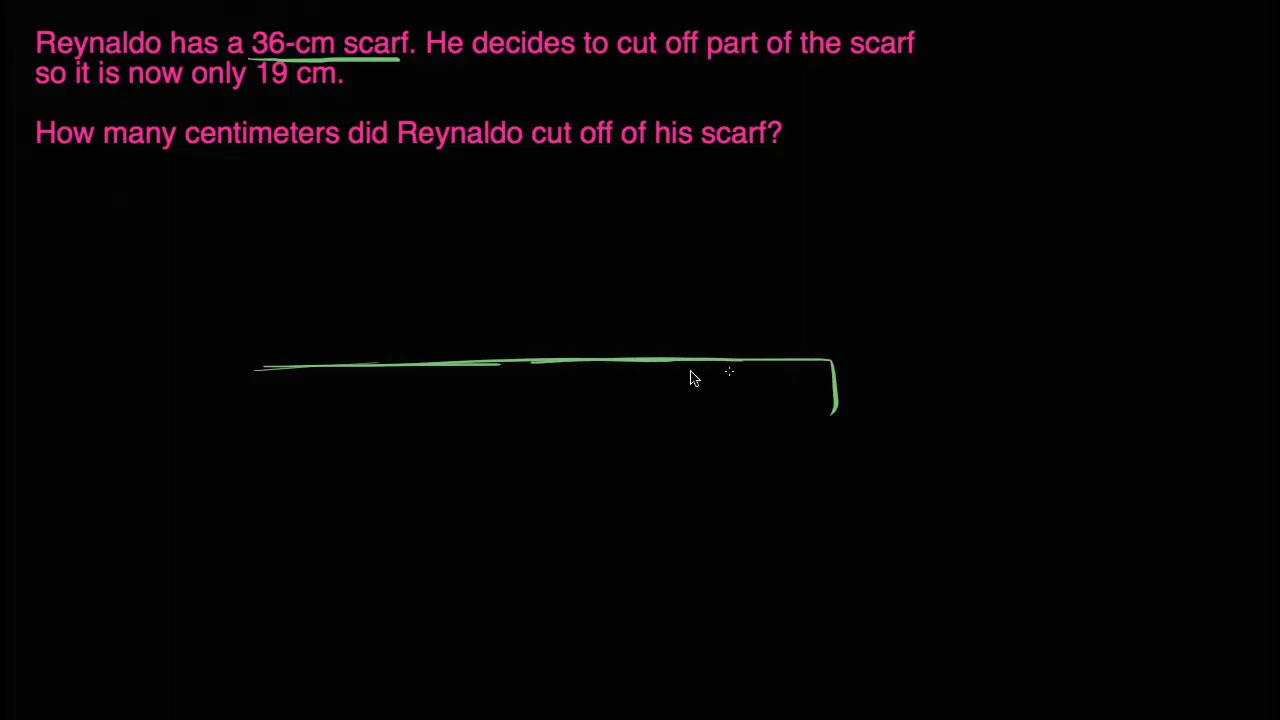 Reynaldo has a 36-cm scarf. He decides to cut off part of the scarf
so it is now only 19 cm.
How many centimeters did Reynaldo cut off of his scarf?